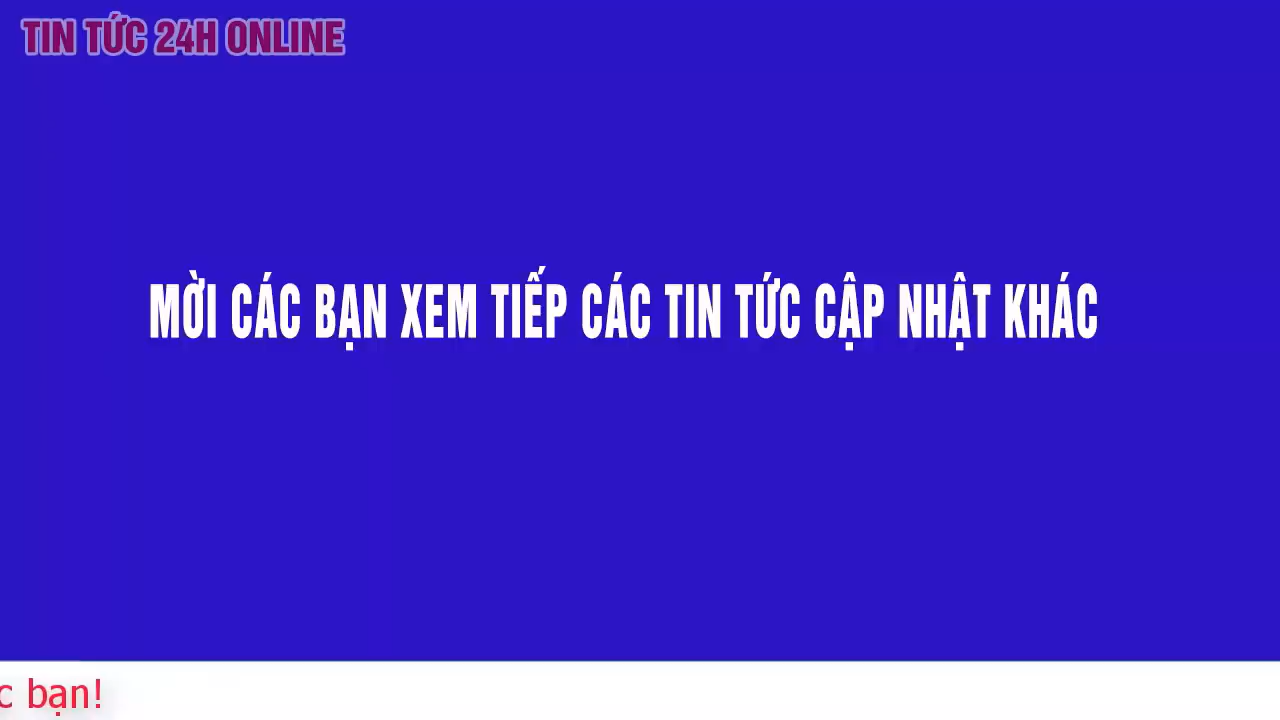 TIN TỨC 24H ONLINE
MỜI CÁC BẠN XEM TIẾP CÁC TIN TỨC CẬP NHẬT KHÁC
bạn!